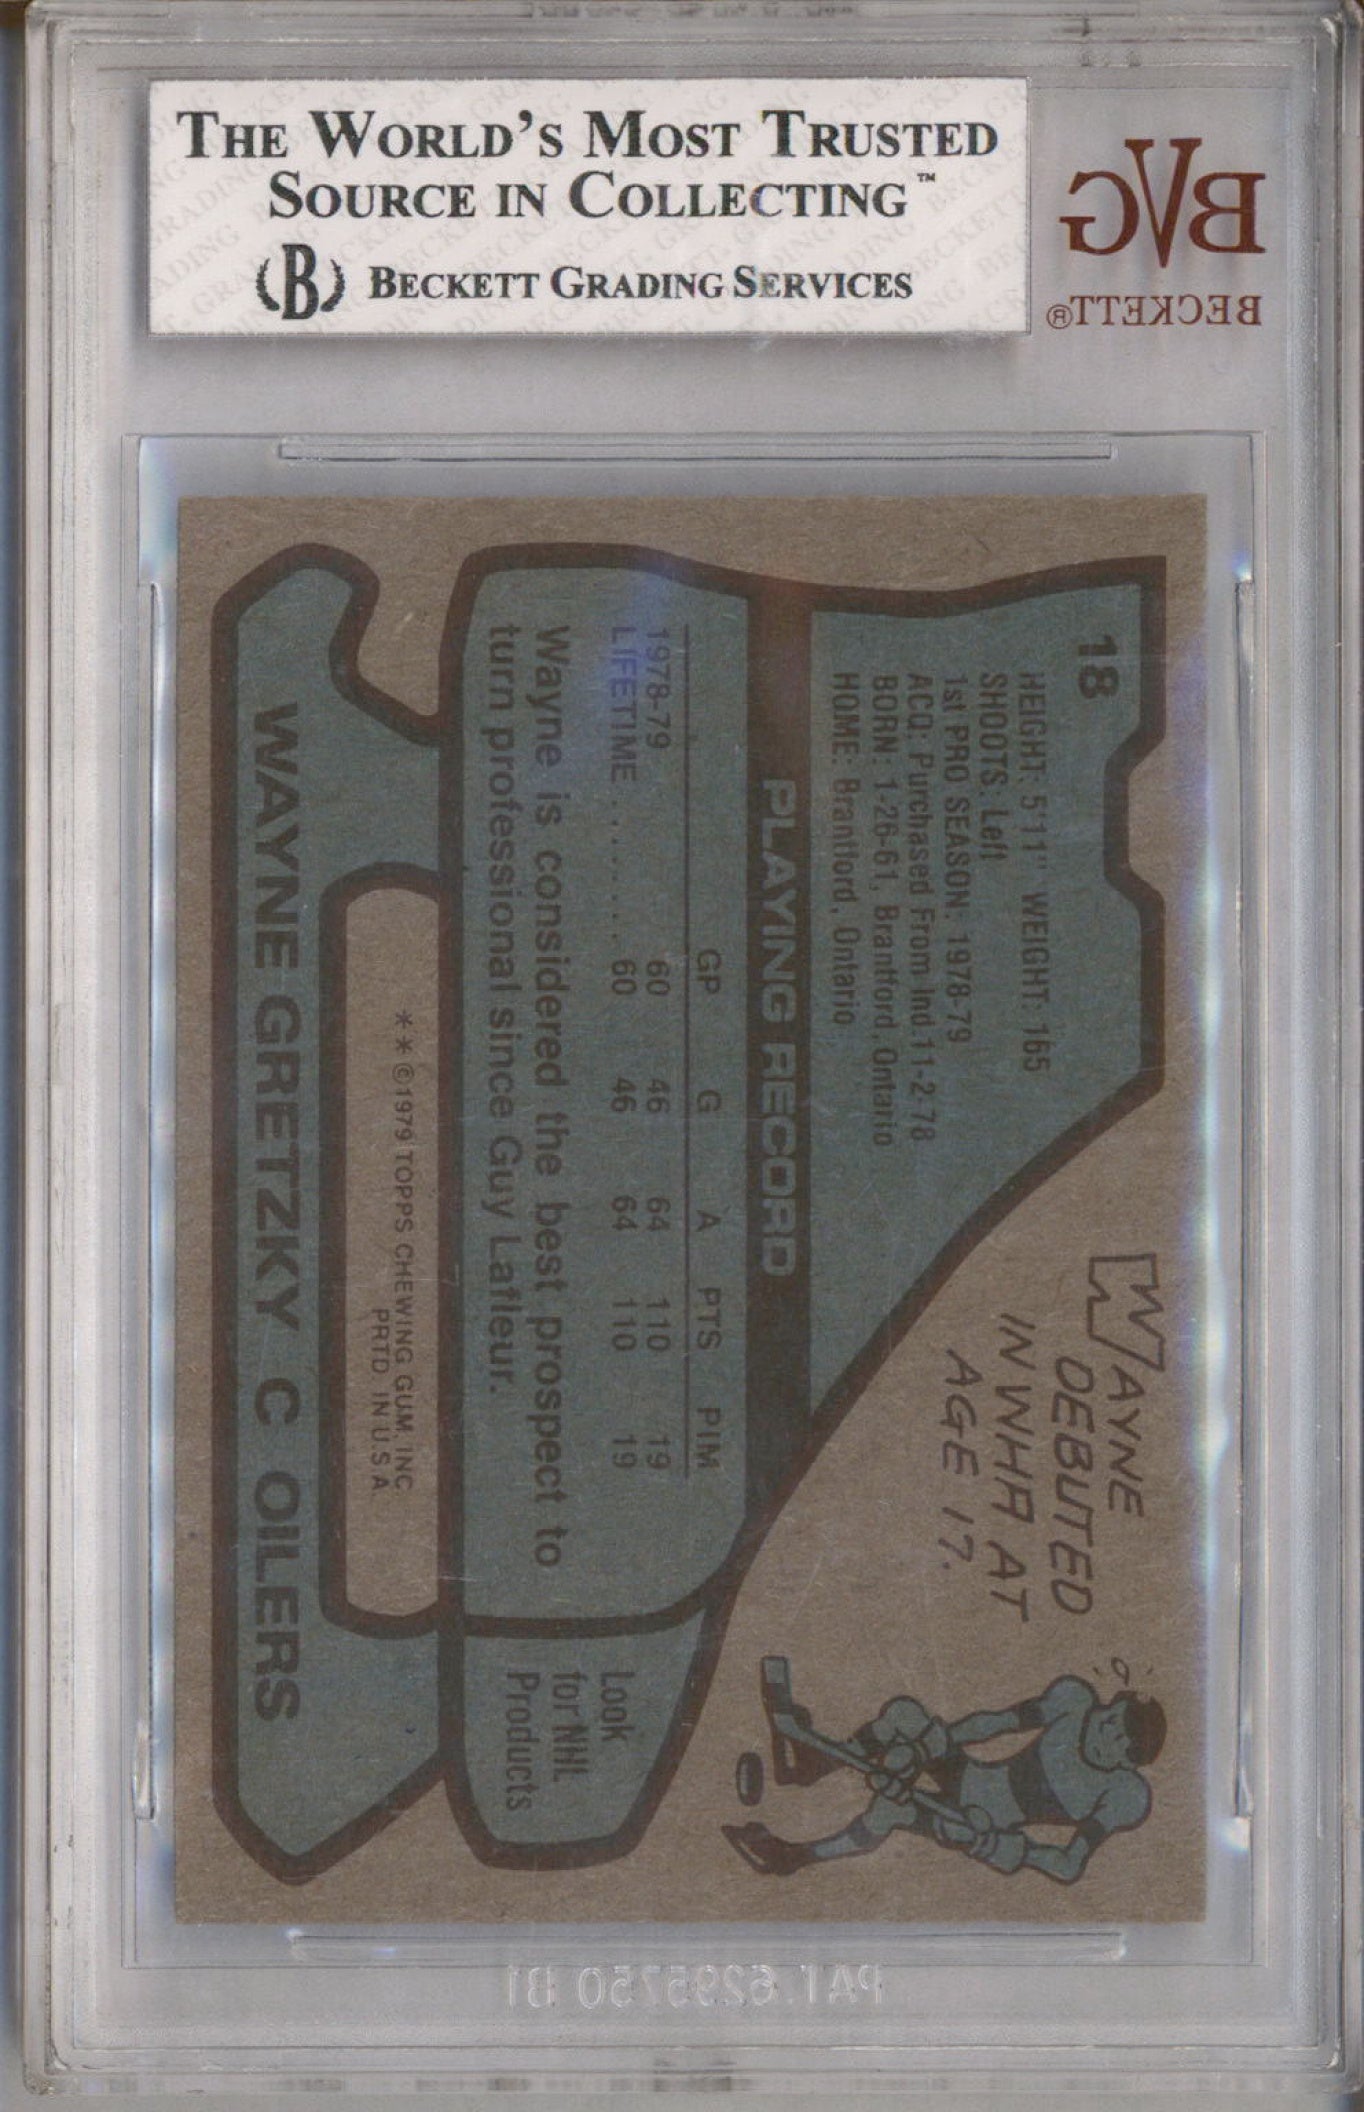 THE WORLD'S MOST TRUSTED
SOURCE IN COLLECTING™
B BECKETT GRADING SERVICES
BVG
BECKETT®
18
HEIGHT: 5'11" WEIGHT: 165
SHOOTS: Left
1st PRO SEASON: 1978-79
ACQ: Purchased From Ind 11-2-78
BORN: 1-26-61, Brantford, Ontario
HOME: Brantford, Ontario
WAYNE
DEBUTED
IN WHA AT
AGE 17.
PLAYING RECORD
GP G A PTS PIM
1978-79 60 46 64 110 19
LIFETIME ....... 60 46 64 110 19
Wayne is considered the best prospect to
turn professional since Guy Lafleur.
Look
for NHL
Products
**©1979 TOPPS CHEWING GUM, INC.
PRTD. IN U.S.A.
WAYNE GRETZKY C OILERS
PAT. 6295750 B1